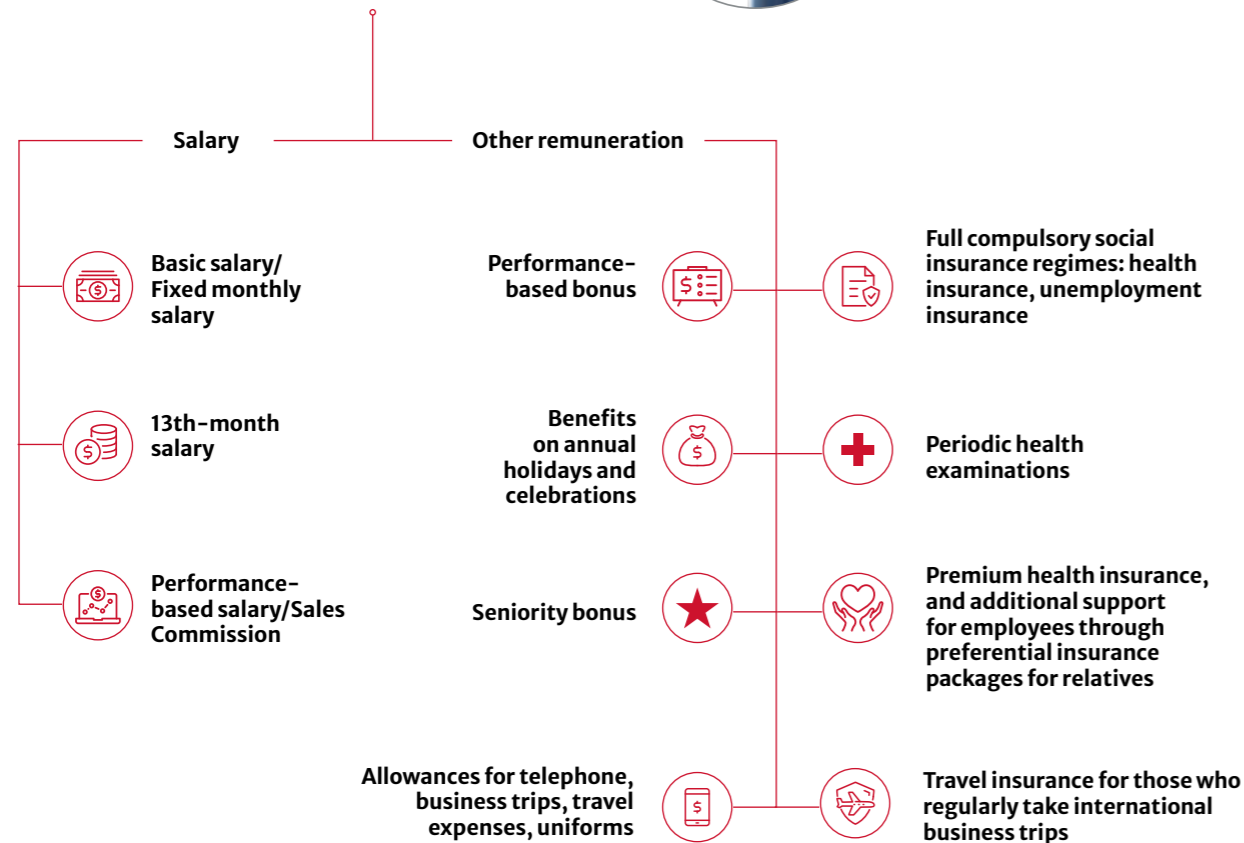 Salary
Other remuneration
Basic salary/
Fixed monthly
salary
13th-month
salary
Performance-
based salary/Sales
Commission
Performance-
based bonus
Benefits
on annual
holidays and
celebrations
Seniority bonus
Allowances for telephone,
business trips, travel
expenses, uniforms
Full compulsory social
insurance regimes: health
insurance, unemployment
insurance
Periodic health
examinations
Premium health insurance,
and additional support
for employees through
preferential insurance
packages for relatives
Travel insurance for those who
regularly take international
business trips